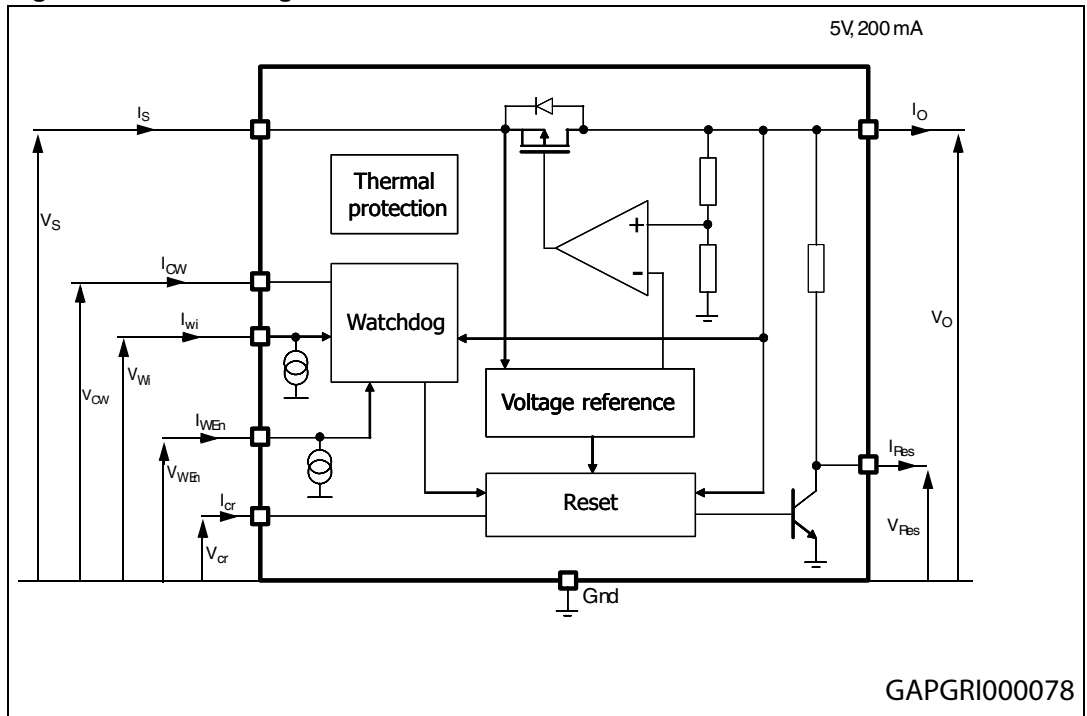 5V, 200 mA
I_S
I_O
Thermal
protection
V_S
I_CW
I_wi
Watchdog
V_O
V_Wi
V_CW
Voltage reference
I_WEn
V_WEn
I_Res
Reset
I_cr
V_Res
V_cr
+
-
Gnd
GAPGRI000078